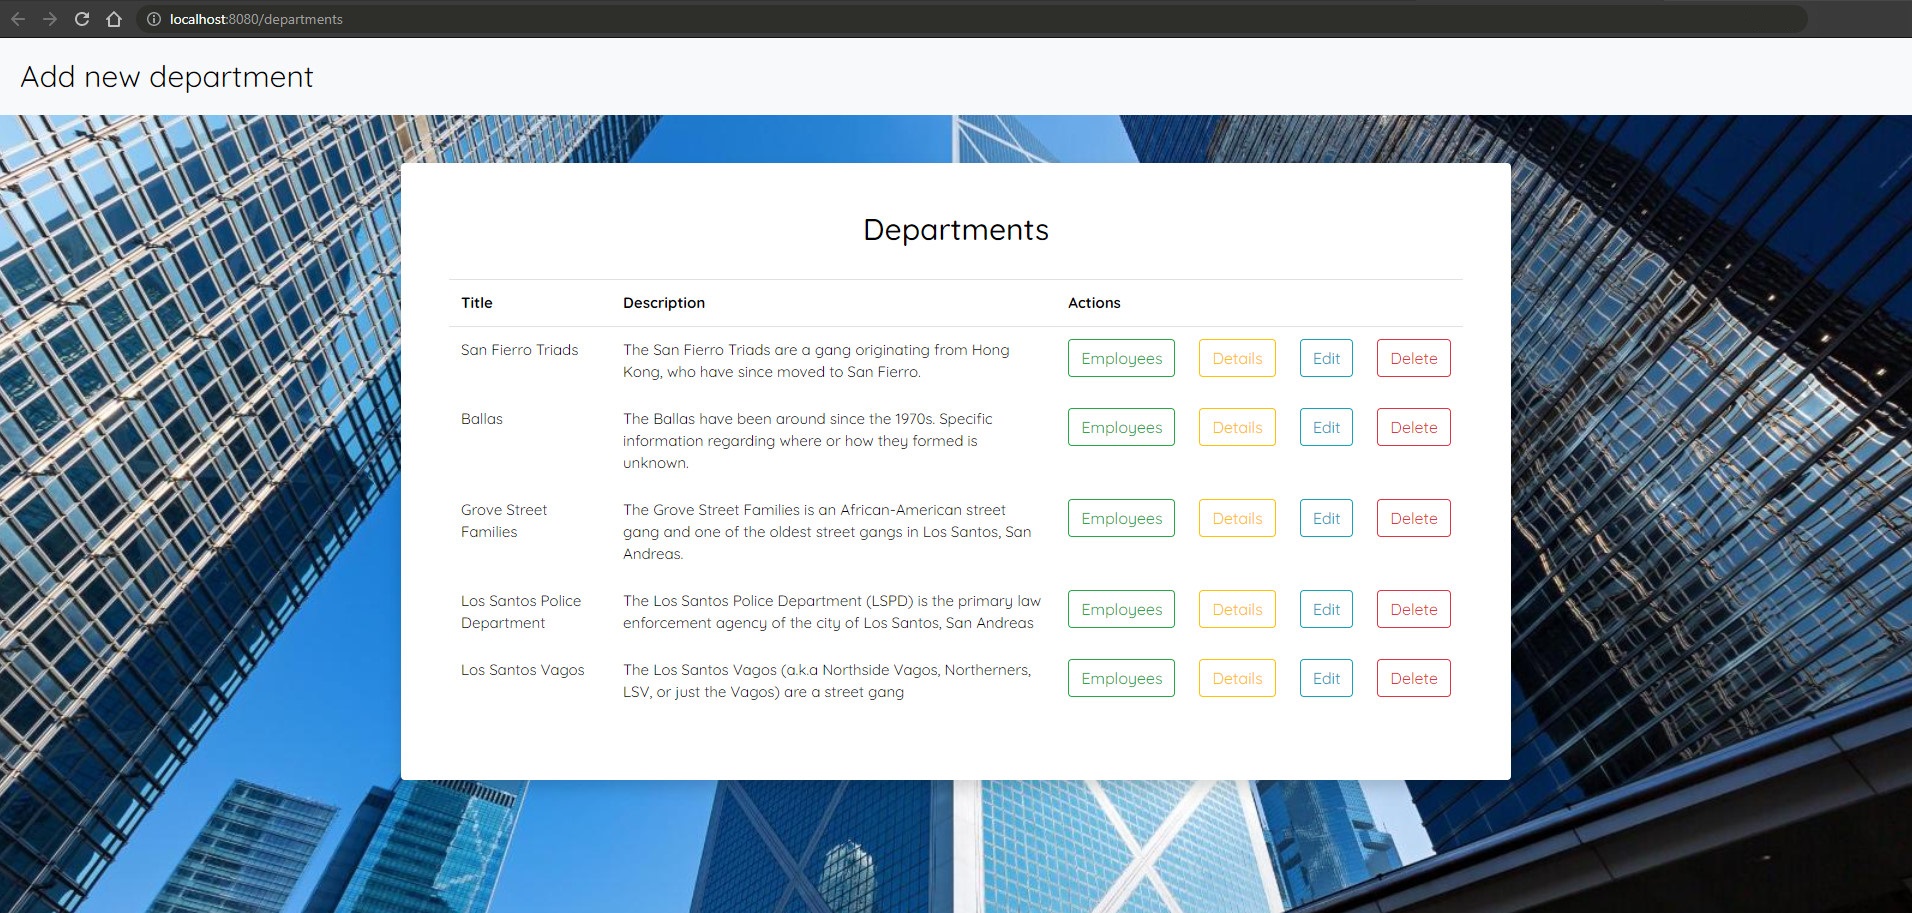 localhost:8080/departments
Add new department
Departments
Title Description Actions
San Fierro Triads The San Fierro Triads are a gang originating from Hong Employees Details Edit Delete
Kong, who have since moved to San Fierro.
Ballas The Ballas have been around since the 1970s. Specific Employees Details Edit Delete
information regarding where or how they formed is
unknown.
Grove Street The Grove Street Families is an African-American street Employees Details Edit Delete
Families gang and one of the oldest street gangs in Los Santos, San
Andreas.
Los Santos Police The Los Santos Police Department (LSPD) is the primary law Employees Details Edit Delete
Department enforcement agency of the city of Los Santos, San Andreas
Los Santos Vagos The Los Santos Vagos (a.k.a Northside Vagos, Northerners, Employees Details Edit Delete
LSV, or just the Vagos) are a street gang